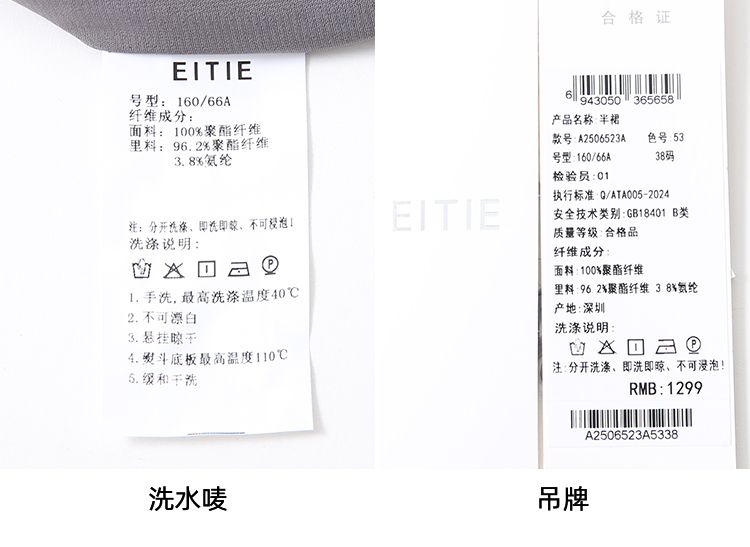 EITIE
号型: 160/66A
纤维成分:
面料: 100%聚酯纤维
里料: 96.2%聚酯纤维
3.8%氨纶
注: 分开洗涤、即洗即晾、不可浸泡!
洗涤说明:
1.手洗,最高洗涤温度40℃
2.不可漂白
3.悬挂晾干
4.熨斗底板最高温度110℃
5.缓和干洗
洗水唛
EITIE
合格证
6 943050 365658
产品名称:半裙
款号:A2506523A 色号:53
号型:160/66A 38码
检验员:01
执行标准:Q/ATA005-2024
安全技术类别:GB18401 B类
质量等级:合格品
纤维成分:
面料:100%聚酯纤维
里料:96.2%聚酯纤维 3.8%氨纶
产地:深圳
洗涤说明:
注:分开洗涤、即洗即晾、不可浸泡!
RMB:1299
A2506523A5338
吊牌